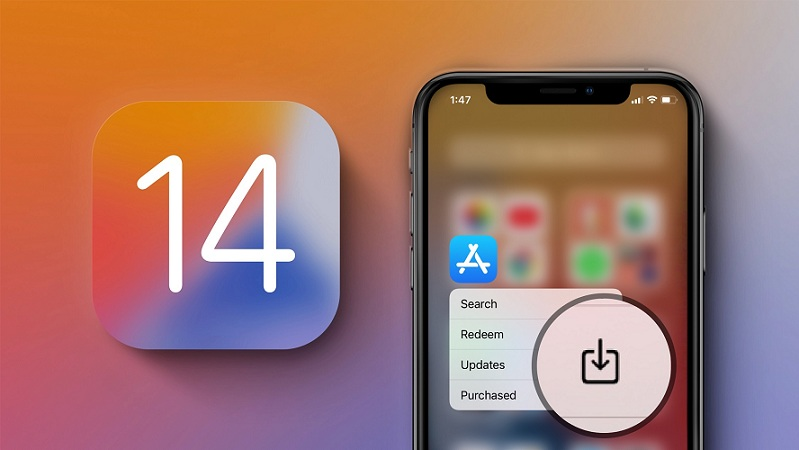 14
1:47
Search
Redeem
Updates
Purchased